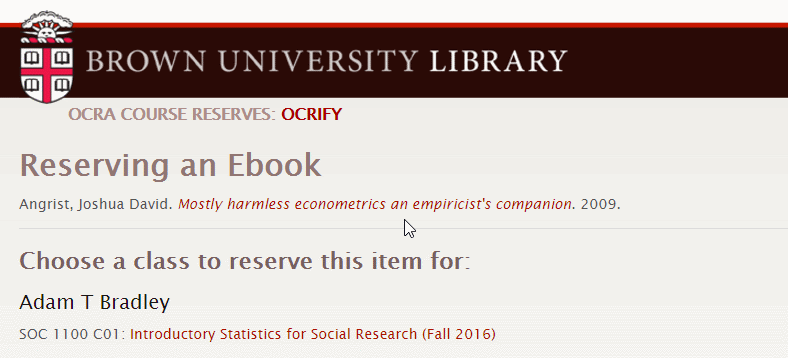 BROWN UNIVERSITY LIBRARY
OCRA COURSE RESERVES: OCRIFY
Reserving an Ebook
Angrist, Joshua David. Mostly harmless econometrics an empiricist's companion. 2009.
Choose a class to reserve this item for:
Adam T Bradley
SOC 1100 C01: Introductory Statistics for Social Research (Fall 2016)